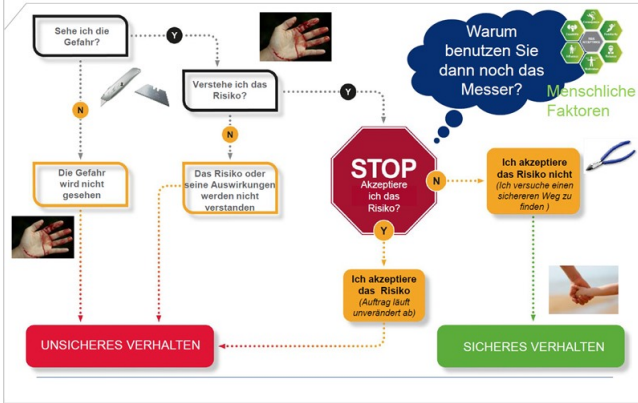 Sehe ich die
Gefahr?
Y
Verstehe ich das
Risiko?
Y
Warum
benutzen Sie
dann noch das
Messer?
Menschliche
Faktoren
N
N
Die Gefahr
wird nicht
gesehen
Das Risiko oder
seine Auswirkungen
werden nicht
verstanden
STOP
Akzeptiere
ich das
Risiko?
N
Ich akzeptiere
das Risiko nicht
(Ich versuche einen
sichereren Weg zu
finden )
Y
Ich akzeptiere
das Risiko
(Auftrag läuft
unverändert ab)
UNSICHERES VERHALTEN
SICHERES VERHALTEN